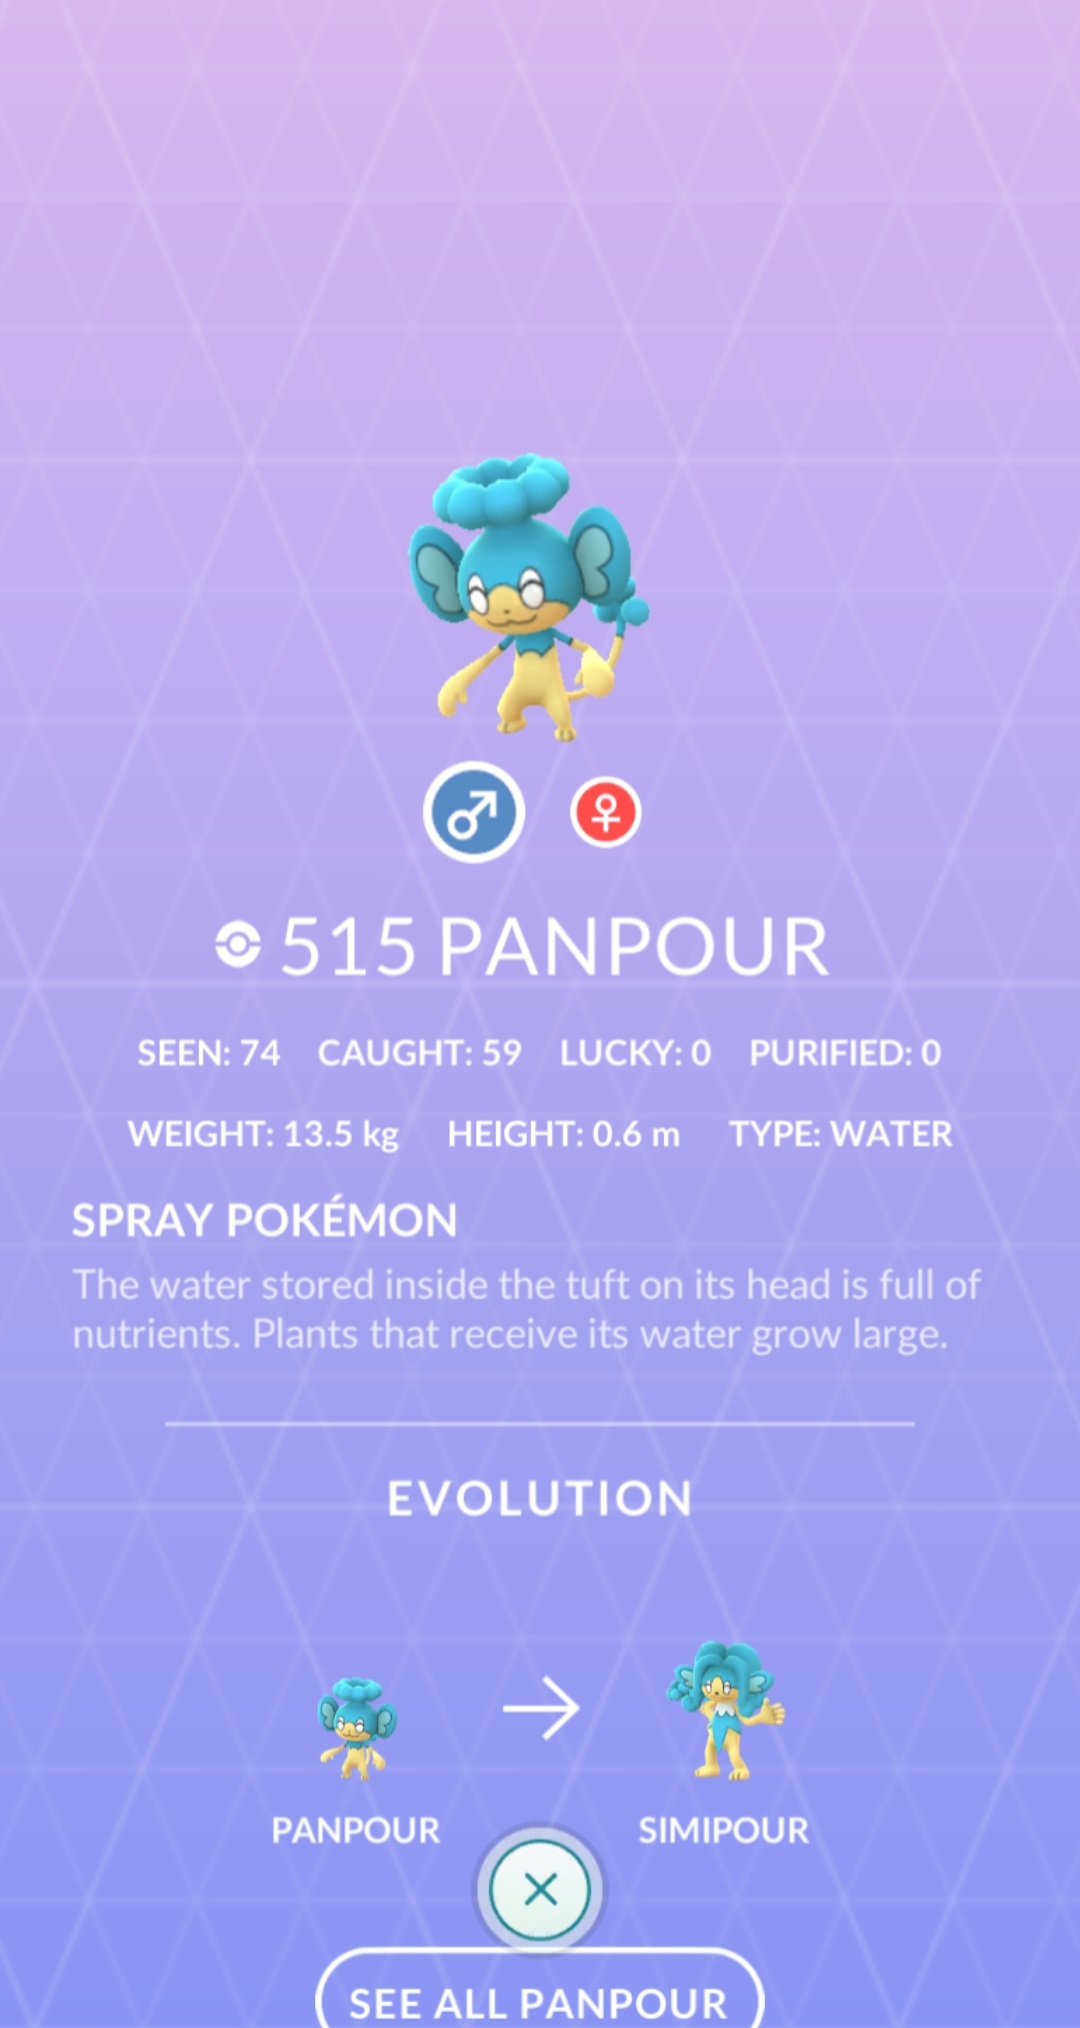 515 PANPOUR
SEEN: 74 CAUGHT: 59 LUCKY: 0 PURIFIED: 0
WEIGHT: 13.5 kg HEIGHT: 0.6 m TYPE: WATER
SPRAY POKÉMON
The water stored inside the tuft on its head is full of
nutrients. Plants that receive its water grow large.
EVOLUTION
PANPOUR SIMIPOUR
SEE ALL PANPOUR